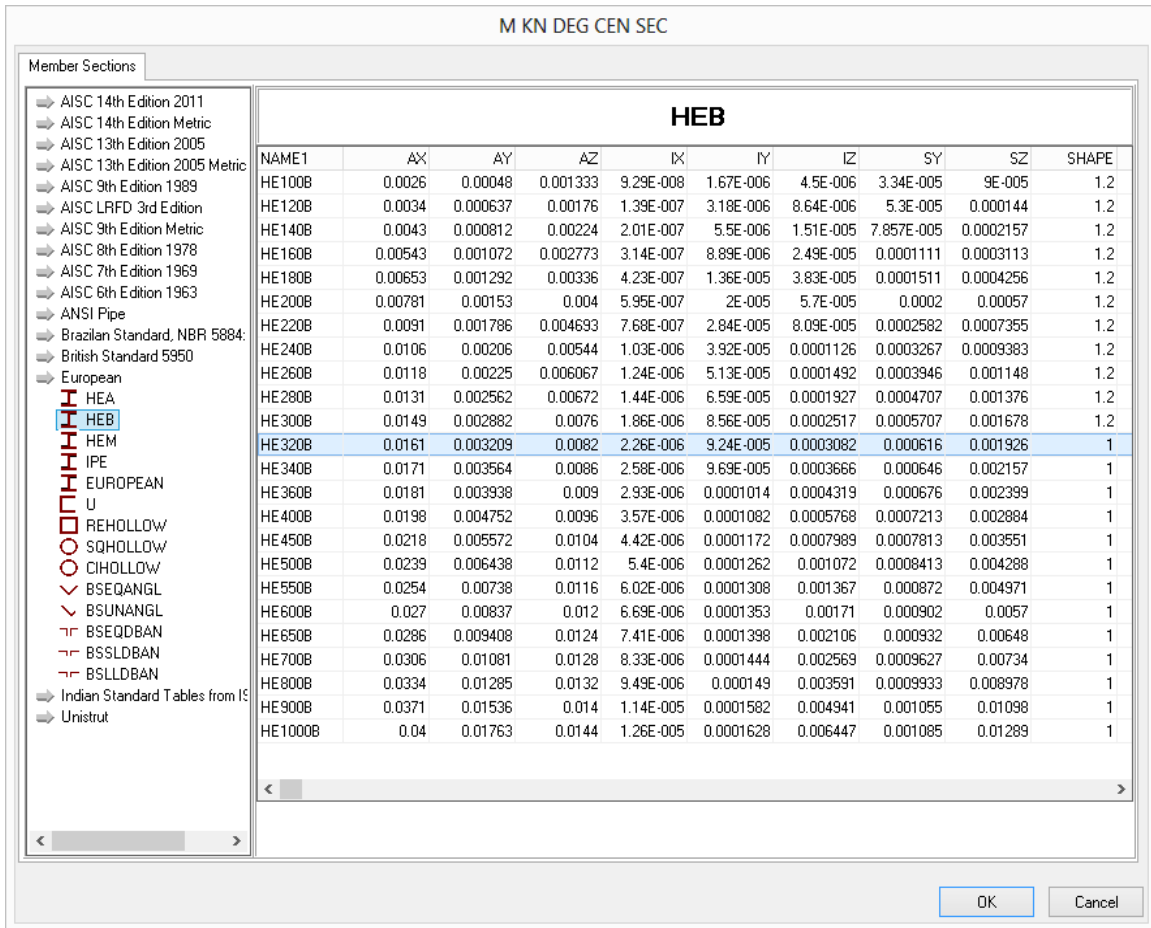 M KN DEG CEN SEC
Member Sections
AISC 14th Edition 2011
AISC 14th Edition Metric
AISC 13th Edition 2005
AISC 13th Edition 2005 Metric
AISC 9th Edition 1989
AISC LRFD 3rd Edition
AISC 9th Edition Metric
AISC 8th Edition 1978
AISC 7th Edition 1969
AISC 6th Edition 1963
ANSI Pipe
Brazilan Standard, NBR 5884:
British Standard 5950
European
HEA
HEB
HEM
IPE
EUROPEAN
U
REHOLLOW
SQHOLLOW
CIHOLLOW
BSEQANGL
BSUNANGL
BSEQDBAN
BSSLDBAN
BSLLDBAN
Indian Standard Tables from IS
Unistrut
HEB
NAME1 AX AY AZ IX IY IZ SY SZ SHAPE
HE100B 0.0026 0.00048 0.001333 9.29E-008 1.67E-006 4.5E-006 3.34E-005 9E-005 1.2
HE120B 0.0034 0.000637 0.00176 1.39E-007 3.18E-006 8.64E-006 5.3E-005 0.000144 1.2
HE140B 0.0043 0.000812 0.00224 2.01E-007 5.5E-006 1.51E-005 7.857E-005 0.0002157 1.2
HE160B 0.00543 0.001072 0.002773 3.14E-007 8.89E-006 2.49E-005 0.0001111 0.0003113 1.2
HE180B 0.00653 0.001292 0.00336 4.23E-007 1.36E-005 3.83E-005 0.0001511 0.0004256 1.2
HE200B 0.00781 0.00153 0.004 5.95E-007 2E-005 5.7E-005 0.0002 0.00057 1.2
HE220B 0.0091 0.001786 0.004693 7.68E-007 2.84E-005 8.09E-005 0.0002582 0.0007355 1.2
HE240B 0.0106 0.00206 0.00544 1.03E-006 3.92E-005 0.0001126 0.0003267 0.0009383 1.2
HE260B 0.0118 0.00225 0.006067 1.24E-006 5.13E-005 0.0001492 0.0003946 0.001148 1.2
HE280B 0.0131 0.002562 0.00672 1.44E-006 6.59E-005 0.0001927 0.0004707 0.001376 1.2
HE300B 0.0149 0.002882 0.0076 1.86E-006 8.56E-005 0.0002517 0.0005707 0.001678 1.2
HE320B 0.0161 0.003209 0.0082 2.26E-006 9.24E-005 0.0003082 0.000616 0.001926 1
HE340B 0.0171 0.003564 0.0086 2.58E-006 9.69E-005 0.0003666 0.000646 0.002157 1
HE360B 0.0181 0.003938 0.009 2.93E-006 0.0001014 0.0004319 0.000676 0.002399 1
HE400B 0.0198 0.004752 0.0096 3.57E-006 0.0001082 0.0005768 0.0007213 0.002884 1
HE450B 0.0218 0.005572 0.0104 4.42E-006 0.0001172 0.0007989 0.0007813 0.003551 1
HE500B 0.0239 0.006438 0.0112 5.4E-006 0.0001262 0.001072 0.0008413 0.004288 1
HE550B 0.0254 0.00738 0.0116 6.02E-006 0.0001308 0.001367 0.000872 0.004971 1
HE600B 0.027 0.00837 0.012 6.69E-006 0.0001353 0.00171 0.000902 0.0057 1
HE650B 0.0286 0.009408 0.0124 7.41E-006 0.0001398 0.002106 0.000932 0.00648 1
HE700B 0.0306 0.01081 0.0128 8.33E-006 0.0001444 0.002569 0.0009627 0.00734 1
HE800B 0.0334 0.01285 0.0132 9.49E-006 0.000149 0.003591 0.0009933 0.008978 1
HE900B 0.0371 0.01536 0.014 1.14E-005 0.0001582 0.004941 0.001055 0.01098 1
HE1000B 0.04 0.01763 0.0144 1.26E-005 0.0001628 0.006447 0.001085 0.01289 1
OK Cancel